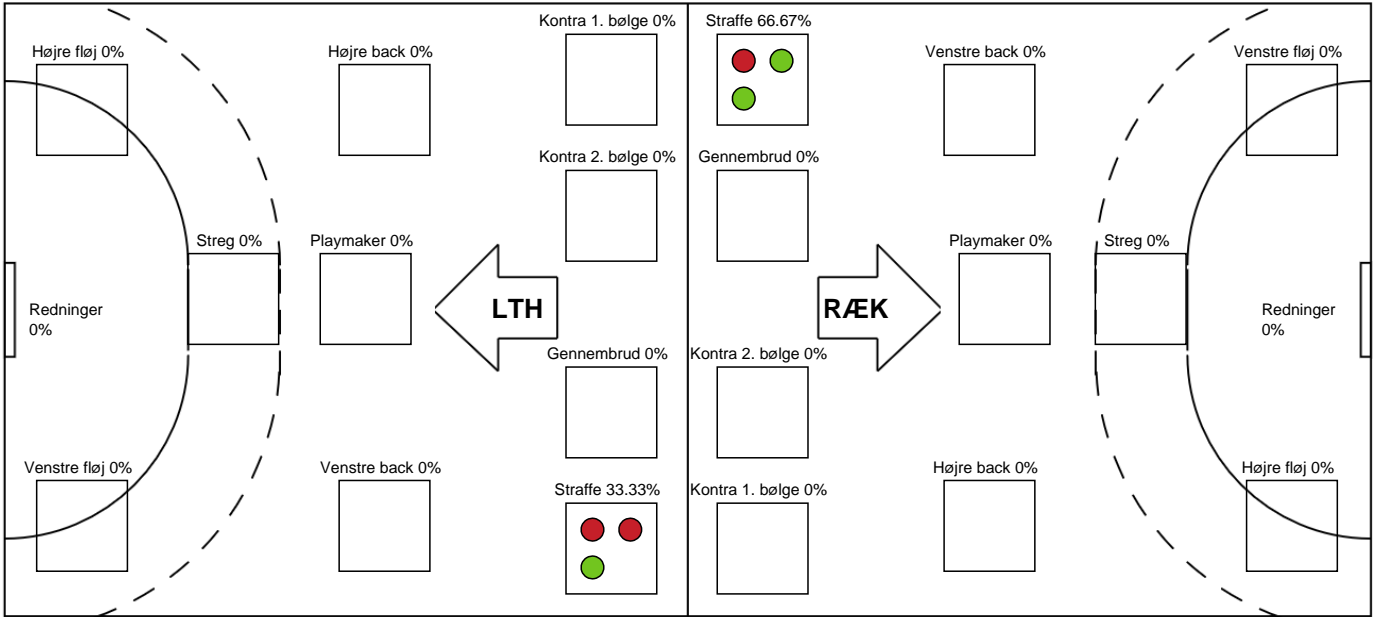 Kontra 1. bølge 0%
Straffe 66.67%
Højre fløj 0%
Højre back 0%
Venstre back 0%
Venstre fløj 0%
Kontra 2. bølge 0%
Gennembrud 0%
Streg 0%
Playmaker 0%
Playmaker 0%
Streg 0%
Redninger
0%
LTH
RÆK
Redninger
0%
Gennembrud 0%
Kontra 2. bølge 0%
Venstre fløj 0%
Venstre back 0%
Højre back 0%
Højre fløj 0%
Straffe 33.33%
Kontra 1. bølge 0%